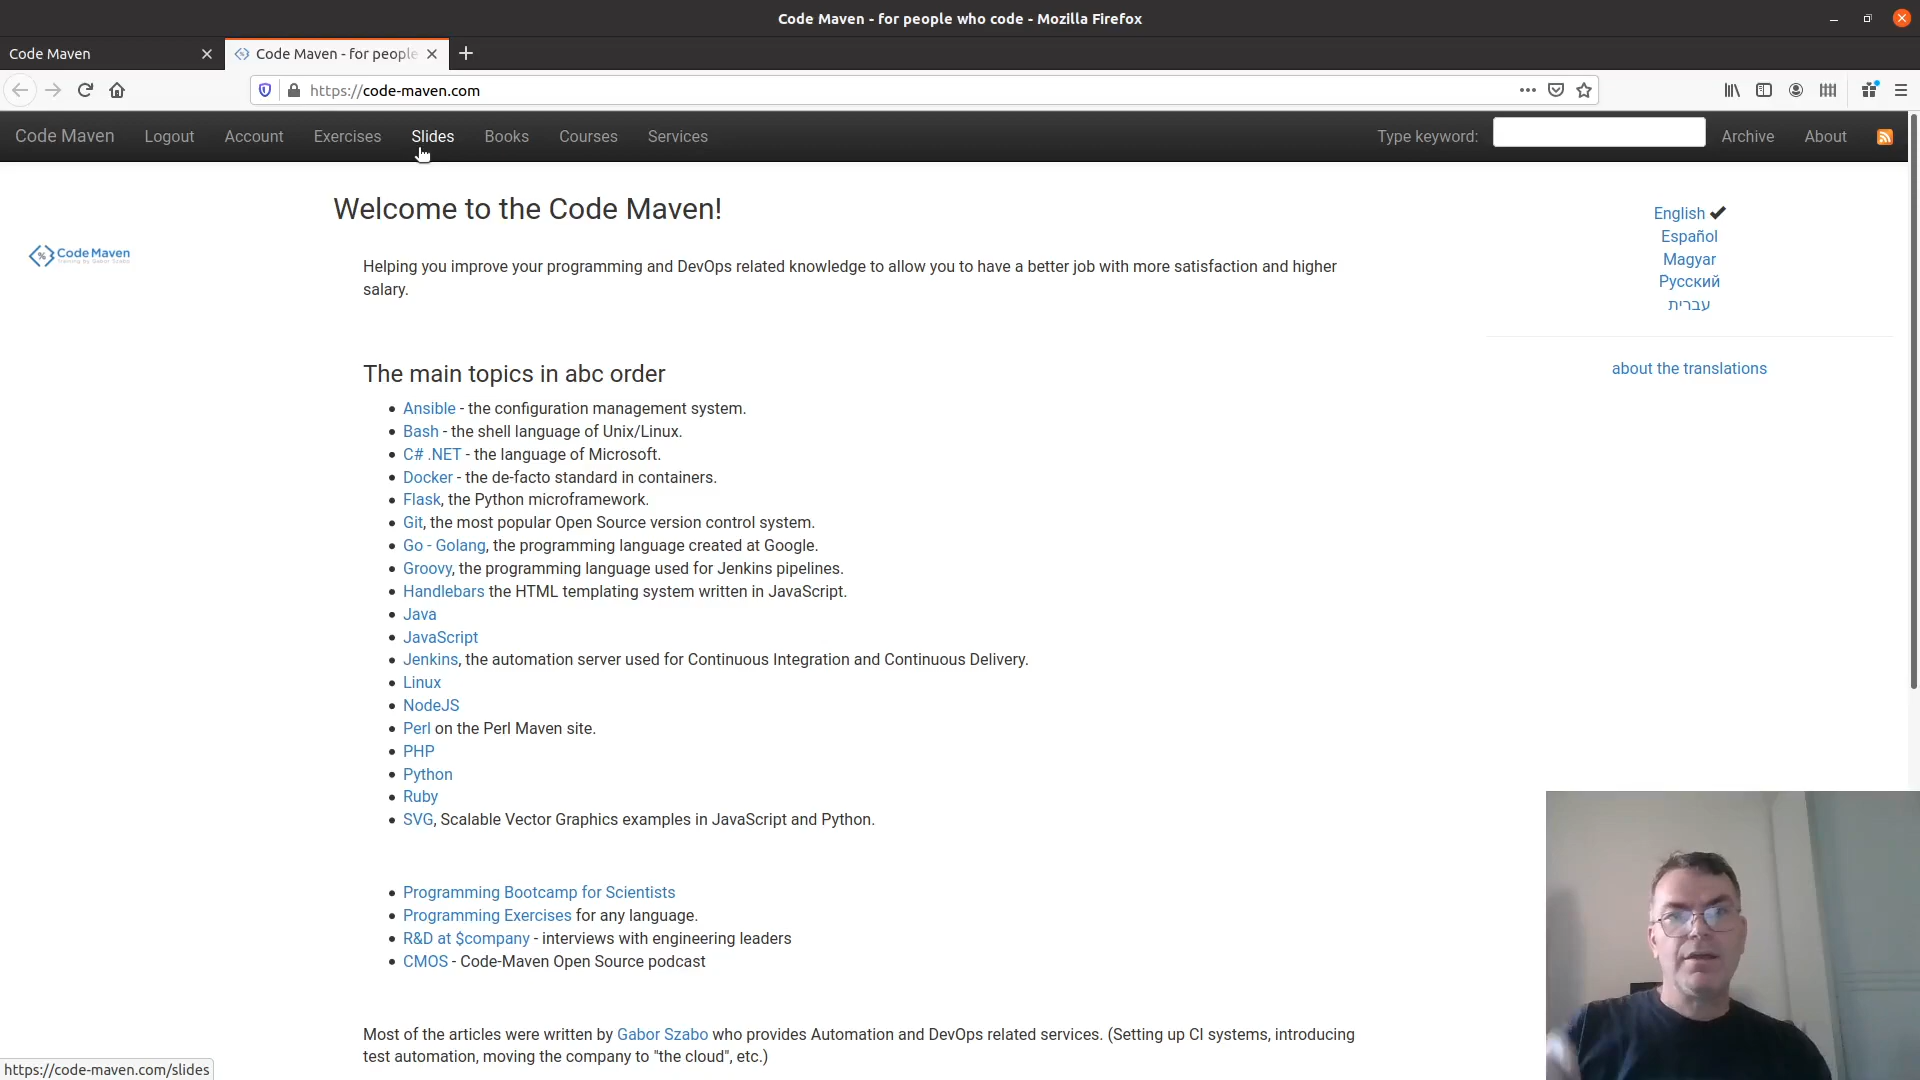 Code Maven - for people who code - Mozilla Firefox
Code Maven
Code Maven - for people
https://code-maven.com
Code Maven Logout Account Exercises Slides Books Courses Services Type keyword: Archive About
Welcome to the Code Maven!
Code Maven
Training by Gabor Szabo
Helping you improve your programming and DevOps related knowledge to allow you to have a better job with more satisfaction and higher
salary.
English
Español
Magyar
Русский
עברית
about the translations
The main topics in abc order
Ansible - the configuration management system.
Bash - the shell language of Unix/Linux.
C# .NET - the language of Microsoft.
Docker - the de-facto standard in containers.
Flask, the Python microframework.
Git, the most popular Open Source version control system.
Go - Golang, the programming language created at Google.
Groovy, the programming language used for Jenkins pipelines.
Handlebars the HTML templating system written in JavaScript.
Java
JavaScript
Jenkins, the automation server used for Continuous Integration and Continuous Delivery.
Linux
NodeJS
Perl on the Perl Maven site.
PHP
Python
Ruby
SVG, Scalable Vector Graphics examples in JavaScript and Python.
Programming Bootcamp for Scientists
Programming Exercises for any language.
R&D at $company - interviews with engineering leaders
CMOS - Code-Maven Open Source podcast
Most of the articles were written by Gabor Szabo who provides Automation and DevOps related services. (Setting up CI systems, introducing
test automation, moving the company to "the cloud", etc.)
https://code-maven.com/slides